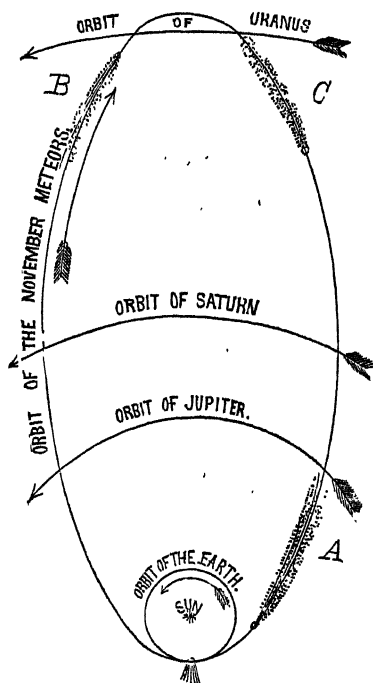 ORBIT OF URANUS
B
C
ORBIT OF THE NOVEMBER METEORS.
ORBIT OF SATURN
ORBIT OF JUPITER.
A
ORBIT OF THE EARTH.
SUN